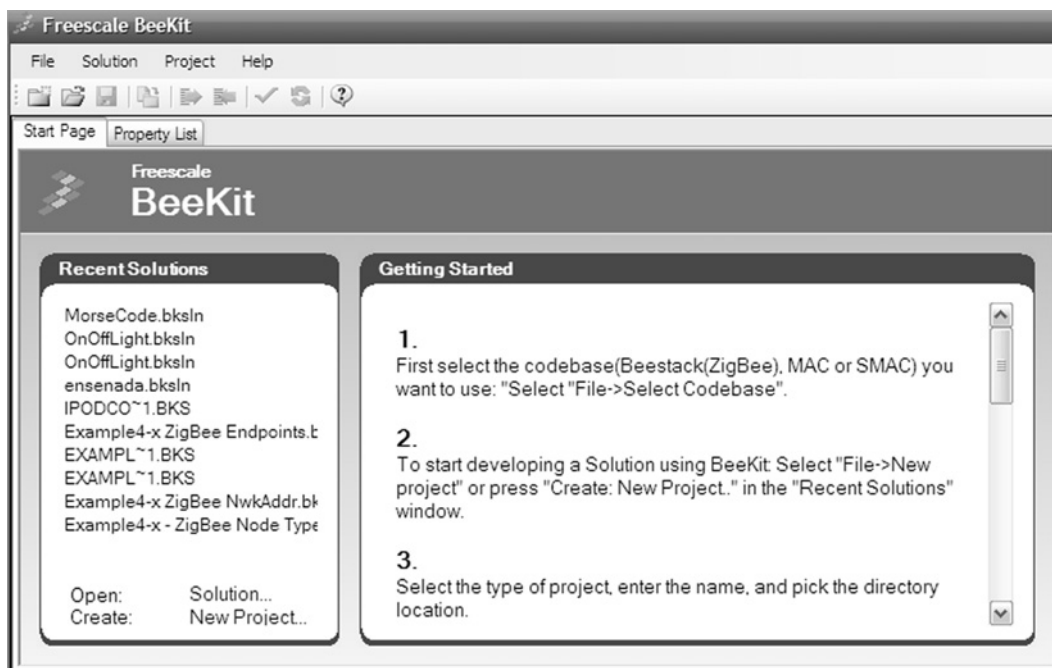 Freescale BeeKit
File Solution Project Help
Start Page Property List
Freescale
BeeKit
Recent Solutions
MorseCode.bksln
OnOffLight.bksln
OnOffLight.bksln
ensenada.bksln
IPODCO~1.BKS
Example4-x ZigBee Endpoints.b
EXAMPL~1.BKS
EXAMPL~1.BKS
Example4-x ZigBee NwkAddr.bk
Example4-x - ZigBee Node Type
Open: Solution...
Create: New Project...
Getting Started
1.
First select the codebase(Beestack(ZigBee), MAC or SMAC) you
want to use: "Select "File->Select Codebase".
2.
To start developing a Solution using BeeKit: Select "File->New
project" or press "Create: New Project.." in the "Recent Solutions"
window.
3.
Select the type of project, enter the name, and pick the directory
location.